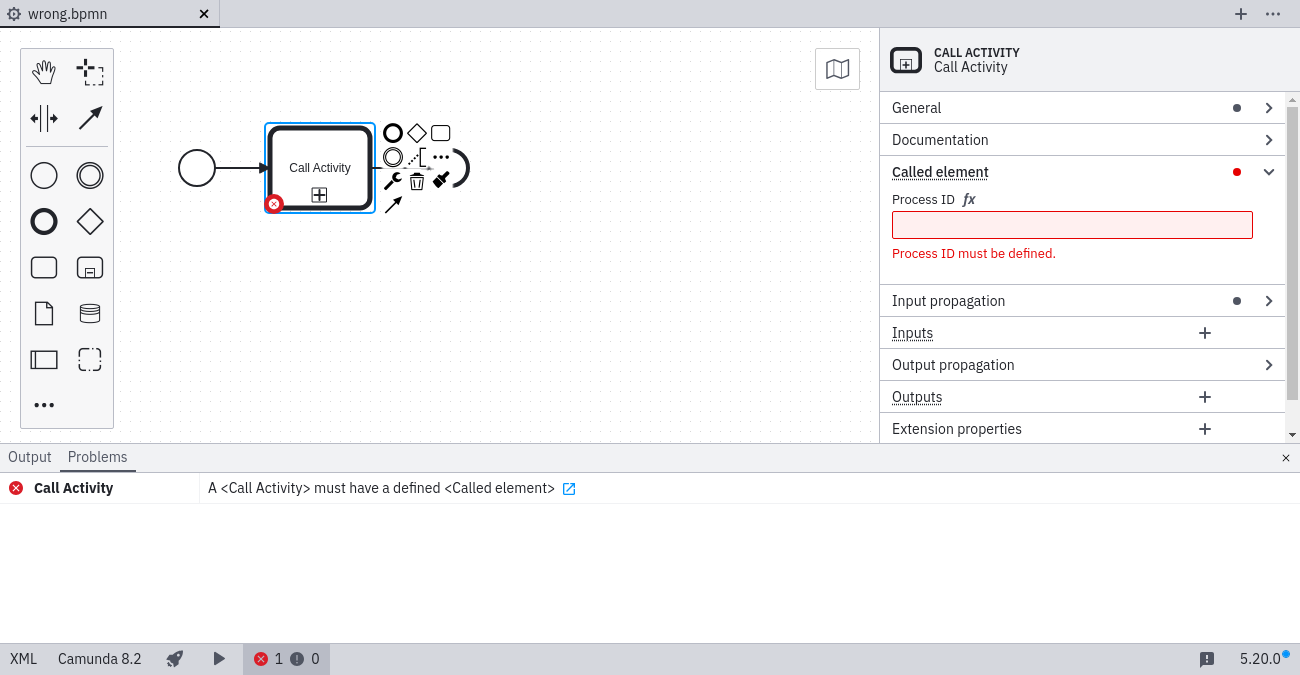 wrong.bpmn
CALL ACTIVITY
Call Activity
General
Documentation
Called element
Process ID fx
Process ID must be defined.
Input propagation
Inputs
Output propagation
Outputs
Extension properties
Call Activity
Output Problems
Call Activity A <Call Activity> must have a defined <Called element>
XML Camunda 8.2 1 0 5.20.0